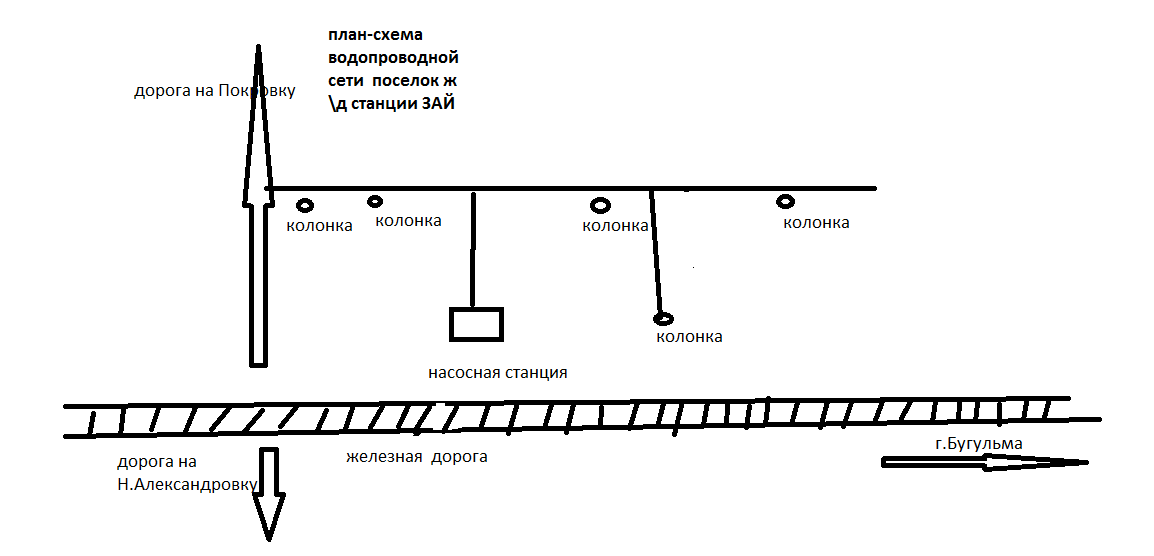 план-схема
водопроводной
сети поселок ж
\д станции ЗАЙ
дорога на Покровку
колонка
колонка
колонка
колонка
колонка
насосная станция
г.Бугульма
железная дорога
дорога на
Н.Александровку